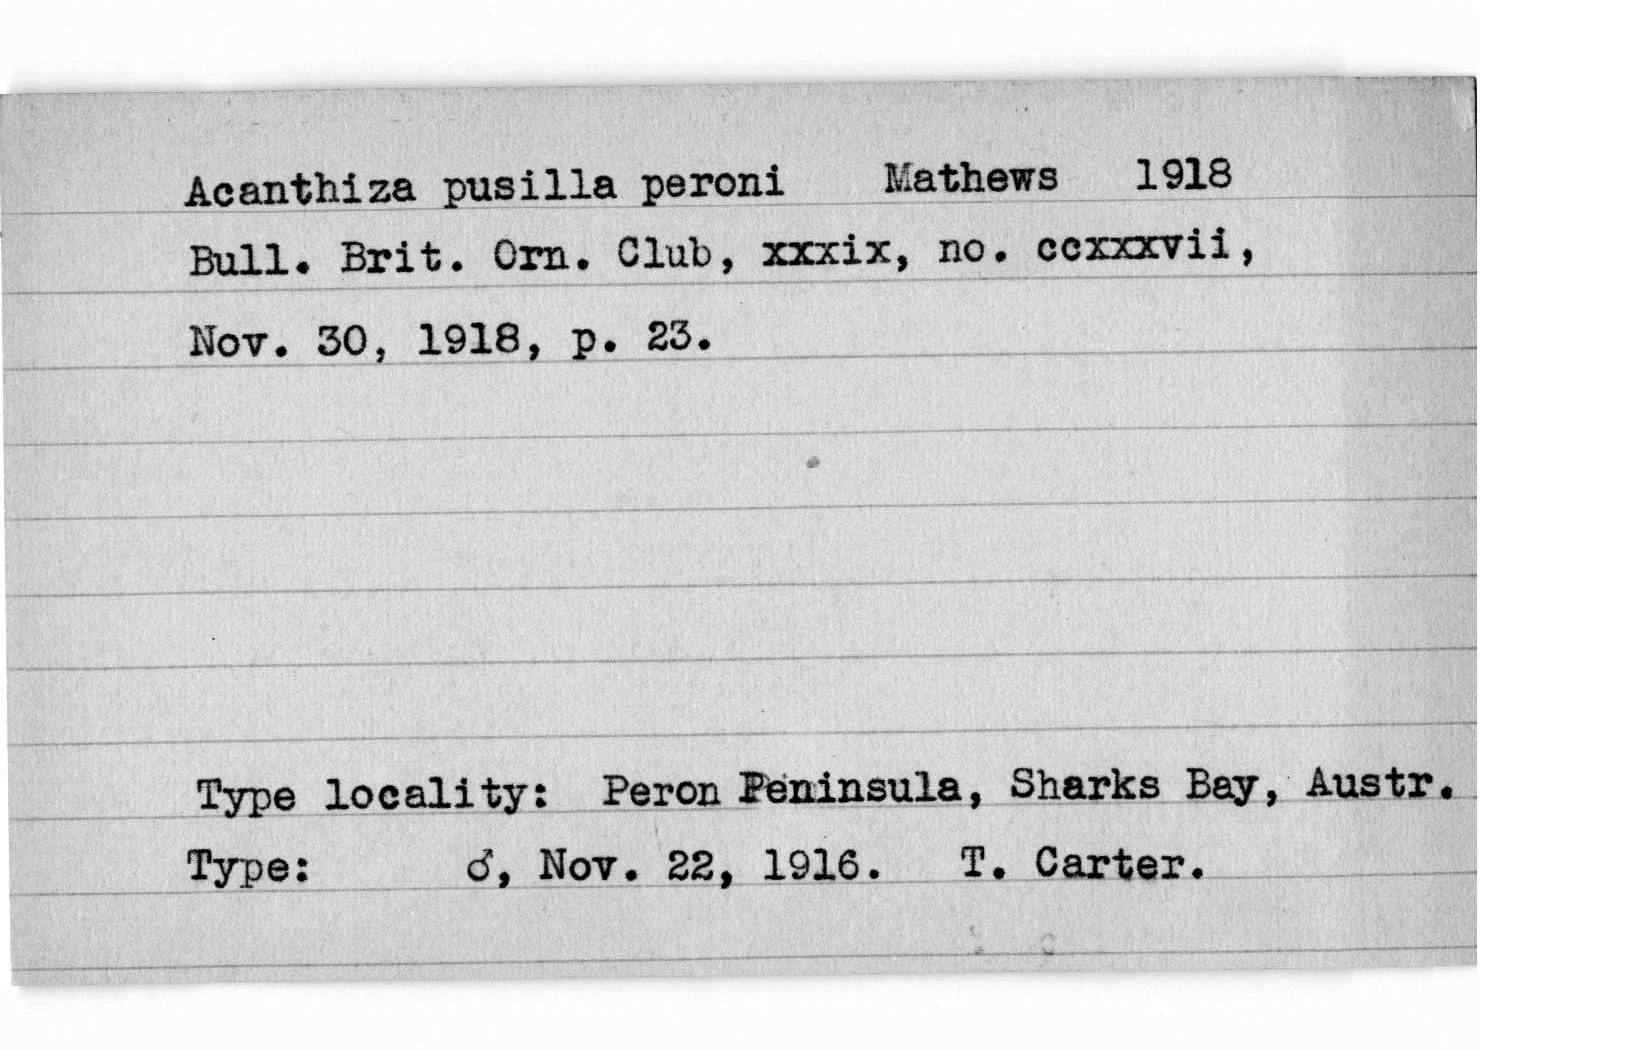 Acanthiza pusilla peroni Mathews 1918
Bull. Brit. Orn. Club, xxxix, no. ccxxxvii,
Nov. 30, 1918, p. 23.
Type locality: Peron Peninsula, Sharks Bay, Austr.
Type: ♂, Nov. 22, 1916. T. Carter.